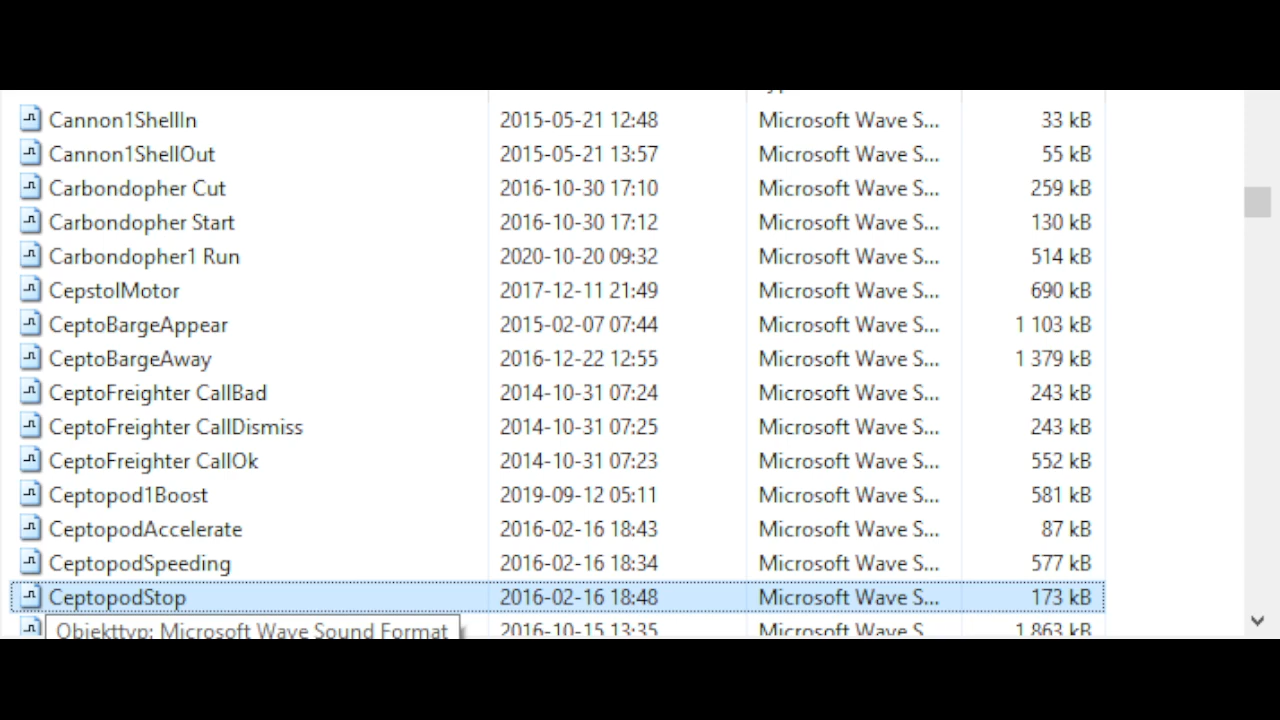 Cannon1ShellIn 2015-05-21 12:48 Microsoft Wave S... 33 kB
Cannon1ShellOut 2015-05-21 13:57 Microsoft Wave S... 55 kB
Carbondopher Cut 2016-10-30 17:10 Microsoft Wave S... 259 kB
Carbondopher Start 2016-10-30 17:12 Microsoft Wave S... 130 kB
Carbondopher1 Run 2020-10-20 09:32 Microsoft Wave S... 514 kB
CepstolMotor 2017-12-11 21:49 Microsoft Wave S... 690 kB
CeptoBargeAppear 2015-02-07 07:44 Microsoft Wave S... 1 103 kB
CeptoBargeAway 2016-12-22 12:55 Microsoft Wave S... 1 379 kB
CeptoFreighter CallBad 2014-10-31 07:24 Microsoft Wave S... 243 kB
CeptoFreighter CallDismiss 2014-10-31 07:25 Microsoft Wave S... 243 kB
CeptoFreighter CallOk 2014-10-31 07:23 Microsoft Wave S... 552 kB
Ceptopod1Boost 2019-09-12 05:11 Microsoft Wave S... 581 kB
CeptopodAccelerate 2016-02-16 18:43 Microsoft Wave S... 87 kB
CeptopodSpeeding 2016-02-16 18:34 Microsoft Wave S... 577 kB
CeptopodStop 2016-02-16 18:48 Microsoft Wave S... 173 kB
Objekttyp: Microsoft Wave Sound Format 2016-10-15 13:35 Microsoft Wave S 1 863 kB